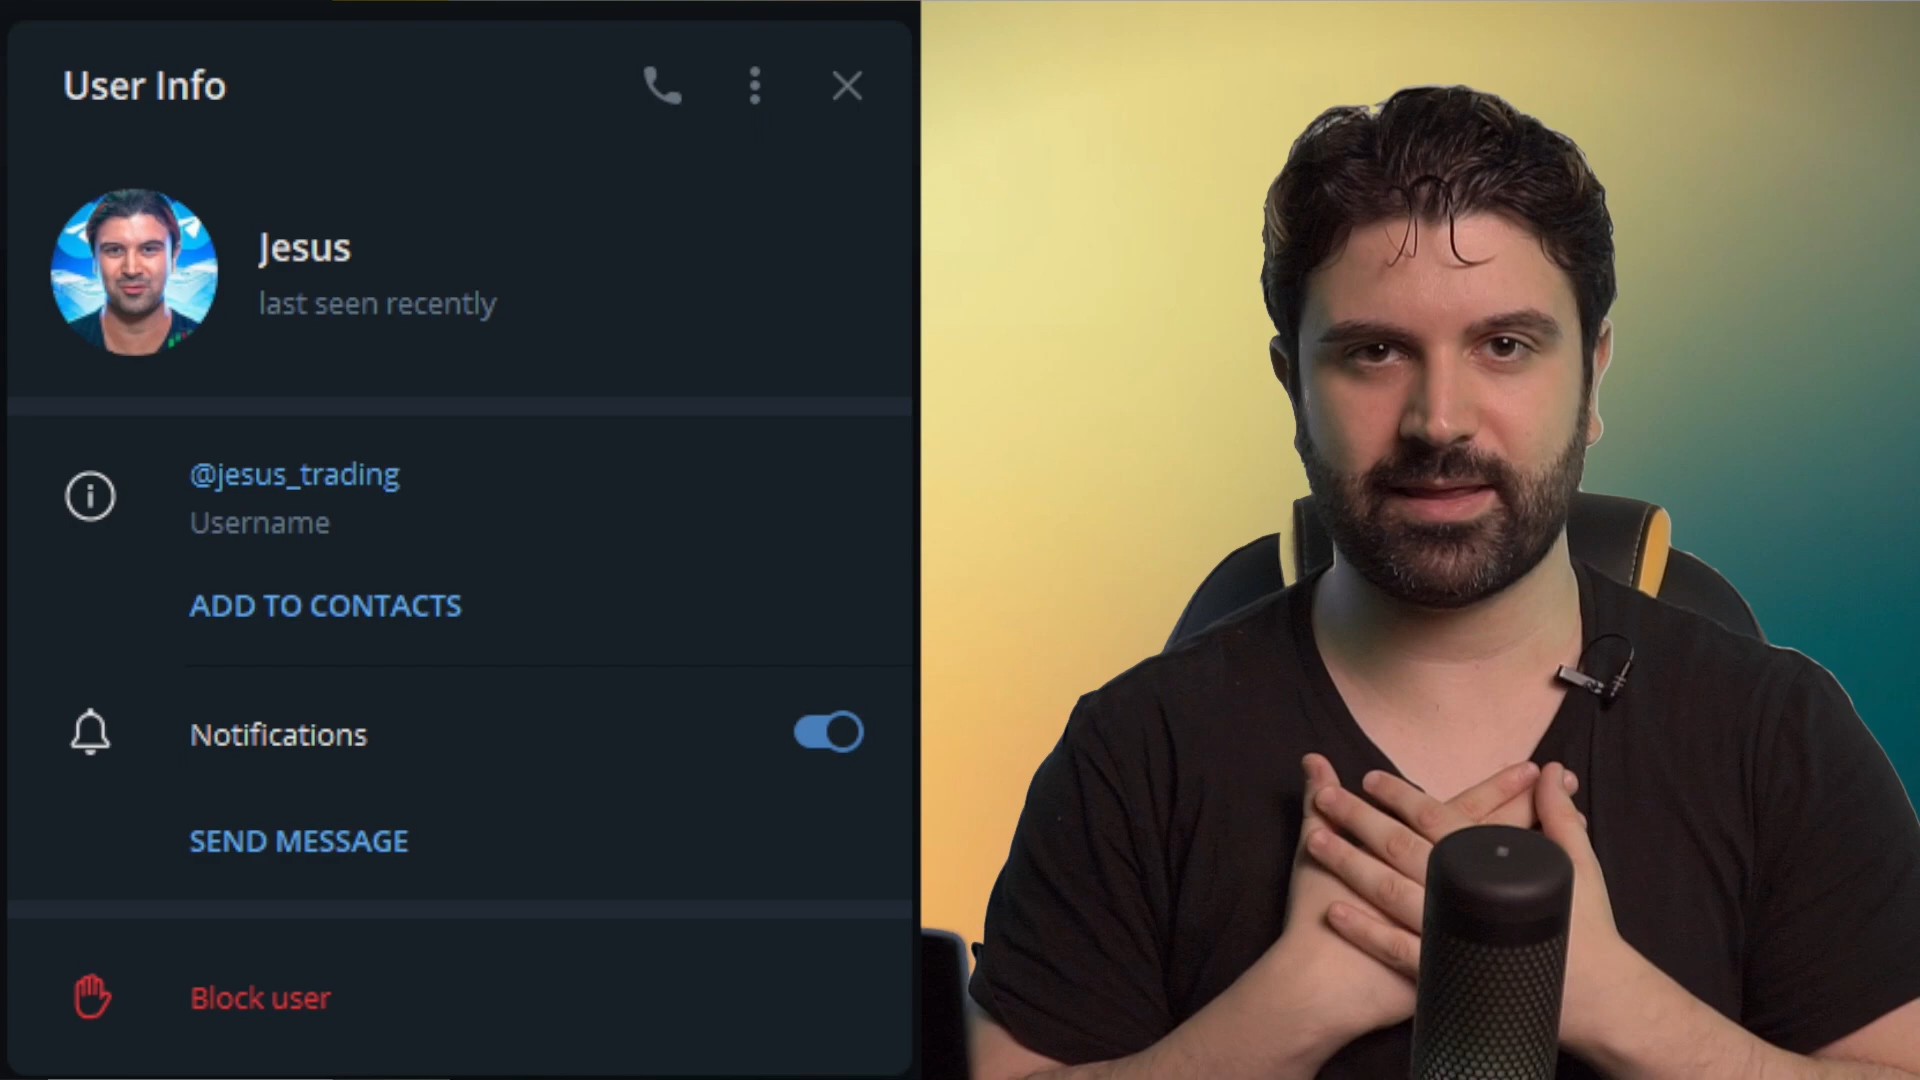 User Info
Jesus
last seen recently
@jesus_trading
Username
ADD TO CONTACTS
Notifications
SEND MESSAGE
Block user